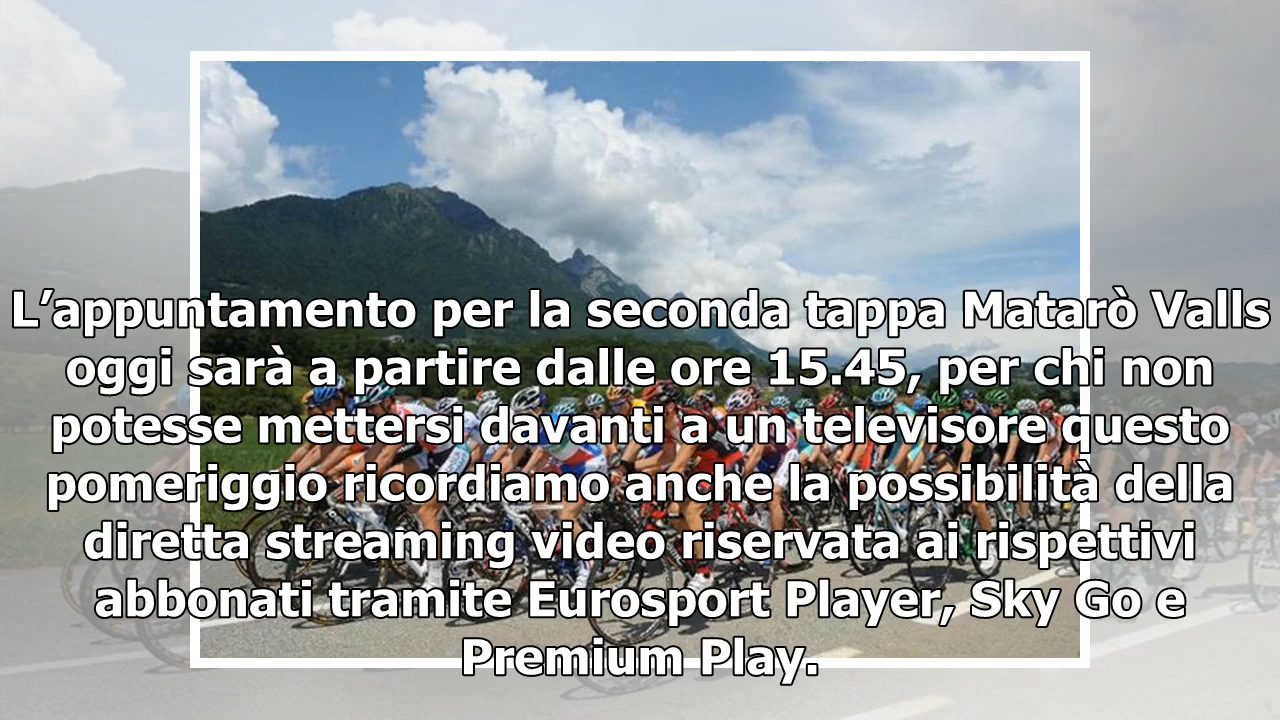 L’appuntamento per la seconda tappa Matarò Valls
oggi sarà a partire dalle ore 15.45, per chi non
potesse mettersi davanti a un televisore questo
pomeriggio ricordiamo anche la possibilità della
diretta streaming video riservata ai rispettivi
abbonati tramite Eurosport Player, Sky Go e
Premium Play.